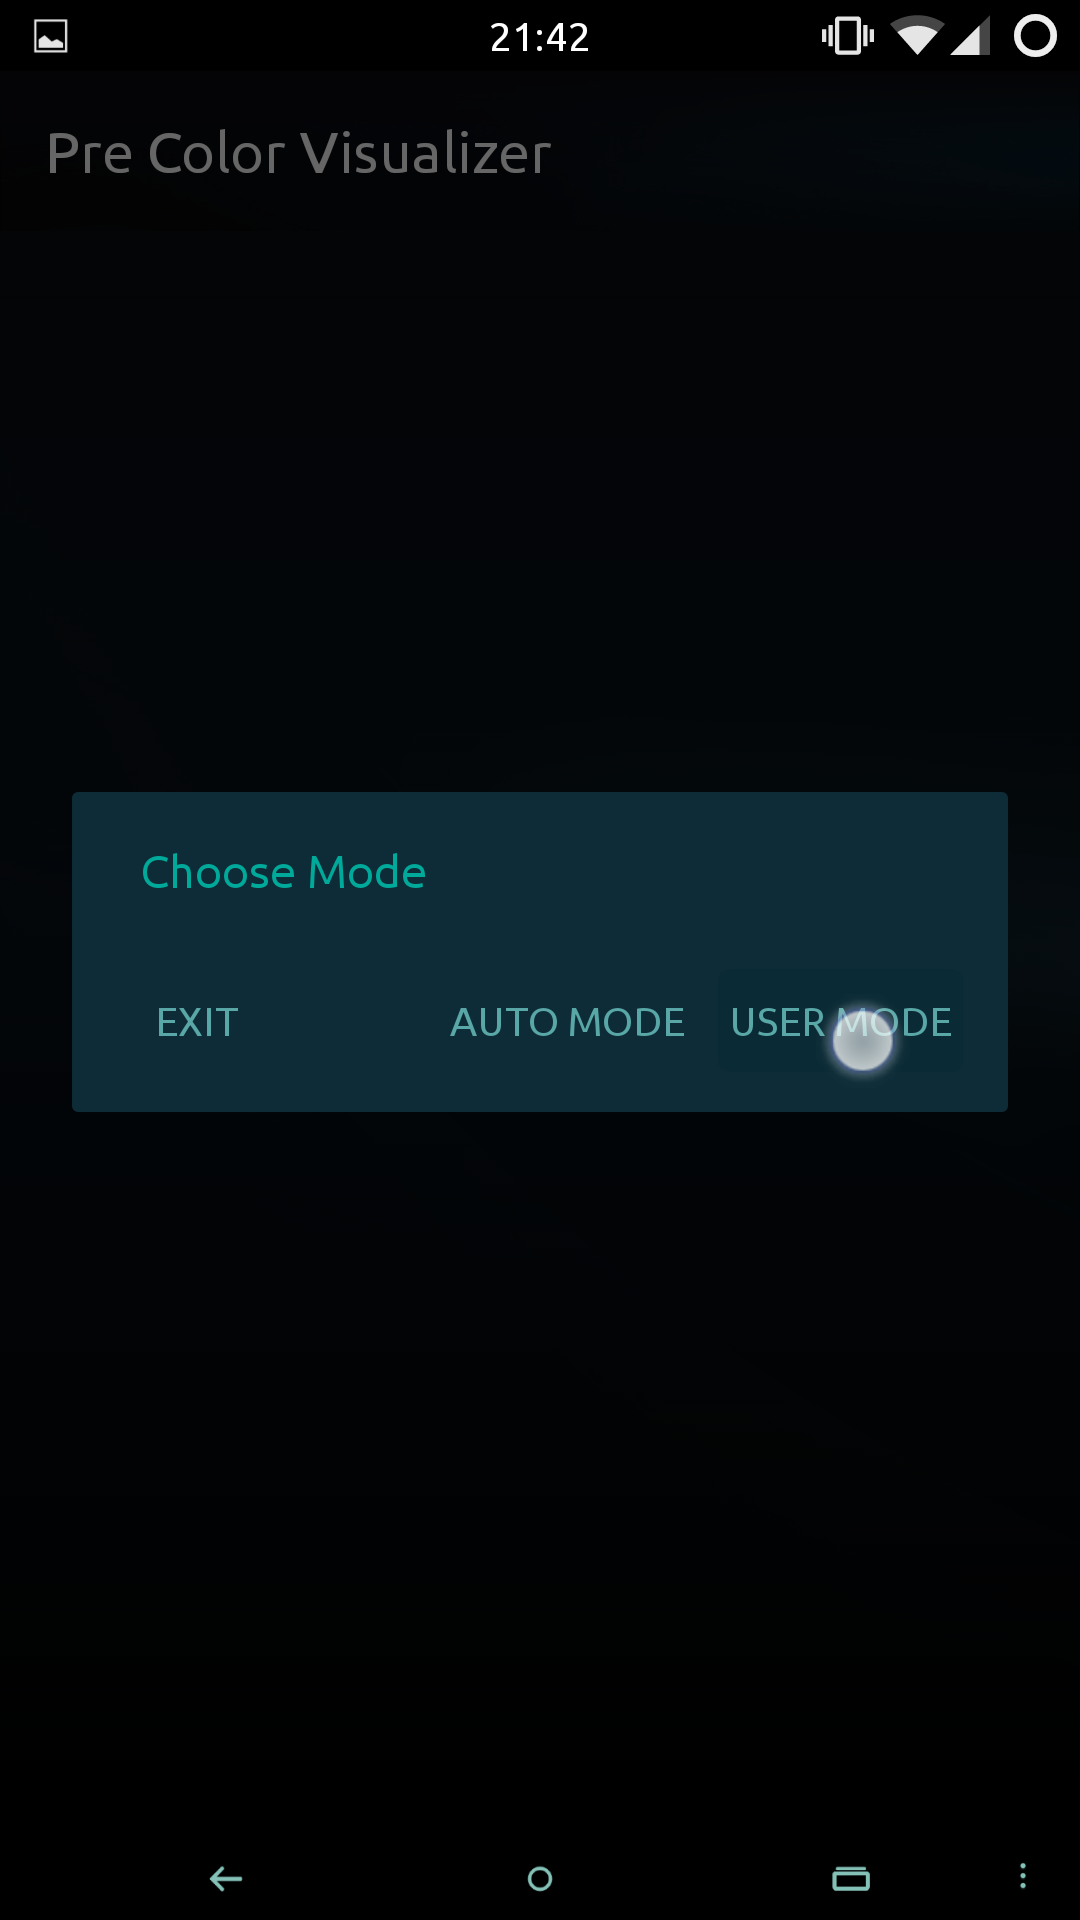 21:42
Pre Color Visualizer
Choose Mode
EXIT AUTO MODE USER MODE